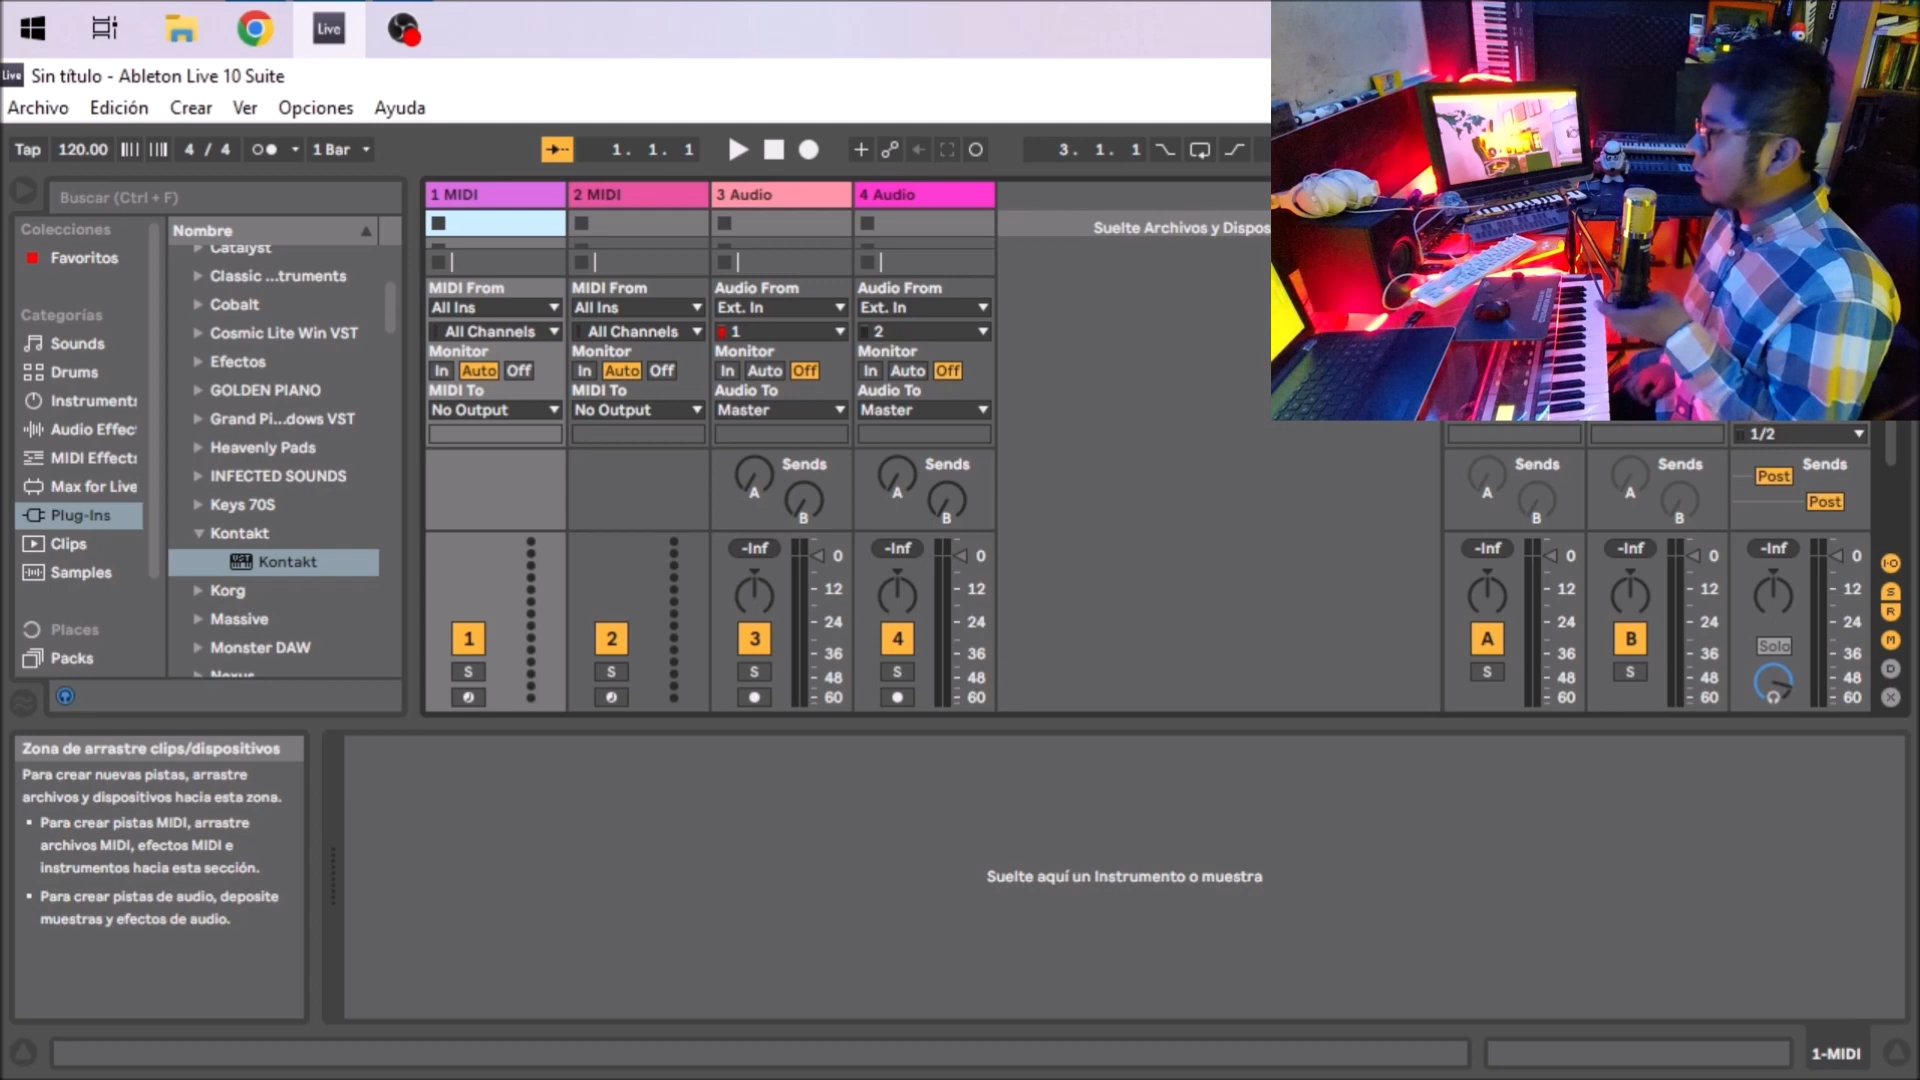 Live
Live Sin título - Ableton Live 10 Suite
Archivo Edición Crear Ver Opciones Ayuda
Tap 120.00 4 / 4 1 Bar 1. 1. 1 3. 1. 1
Buscar (Ctrl + F)
Colecciones
Favoritos
Categorías
Sounds
Drums
Instruments
Audio Effec
MIDI Effects
Max for Live
Plug-Ins
Clips
Samples
Places
Packs
Nombre
Catalyst
Classic ...truments
Cobalt
Cosmic Lite Win VST
Efectos
GOLDEN PIANO
Grand Pi...dows VST
Heavenly Pads
INFECTED SOUNDS
Keys 70S
Kontakt
VST Kontakt
Korg
Massive
Monster DAW
Nexus
1 MIDI 2 MIDI 3 Audio 4 Audio
Suelte Archivos y Dispos
MIDI From MIDI From Audio From Audio From
All Ins All Ins Ext. In Ext. In
All Channels All Channels 1 2
Monitor Monitor Monitor Monitor
In Auto Off In Auto Off In Auto Off In Auto Off
MIDI To MIDI To Audio To Audio To
No Output No Output Master Master
1/2
Sends Sends Sends Sends Sends
A A A B Post
B B B B Post
-Inf 0 -Inf 0 -Inf 0 -Inf 0 -Inf 0
12 12 12 12 12
24 24 24 24 24
1 2 3 4 A B Solo
36 36 36 36 36
S S S S S S
48 48 48 48 48
60 60 60 60 60
I-O
S
R
M
D
X
Zona de arrastre clips/dispositivos
Para crear nuevas pistas, arrastre
archivos y dispositivos hacia esta zona.
▪ Para crear pistas MIDI, arrastre
archivos MIDI, efectos MIDI e
instrumentos hacia esta sección.
▪ Para crear pistas de audio, deposite
muestras y efectos de audio.
Suelte aquí un Instrumento o muestra
1-MIDI